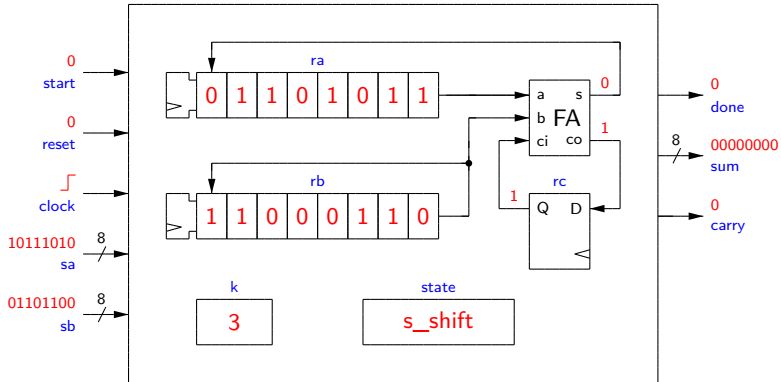 0
start
0
reset
clock
10111010 8
sa
01101100 8
sb
ra
0 1 1 0 1 0 1 1
rb
1 1 0 0 0 1 1 0
a s 0
b FA
ci co 1
rc
1 Q D
k
3
state
s_shift
0
done
8 00000000
sum
0
carry